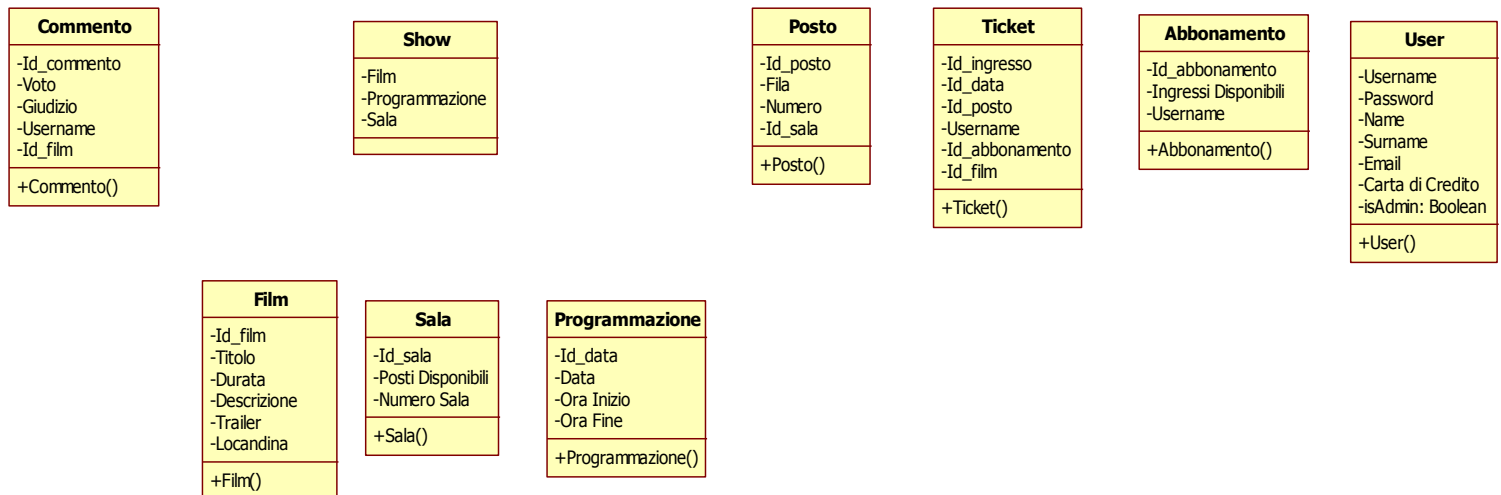 Commento
-Id_commento
-Voto
-Giudizio
-Username
-Id_film
+Commento()
Show
-Film
-Programmazione
-Sala
Posto
-Id_posto
-Fila
-Numero
-Id_sala
+Posto()
Ticket
-Id_ingresso
-Id_data
-Id_posto
-Username
-Id_abbonamento
-Id_film
+Ticket()
Abbonamento
-Id_abbonamento
-Ingressi Disponibili
-Username
+Abbonamento()
User
-Username
-Password
-Name
-Surname
-Email
-Carta di Credito
-isAdmin: Boolean
+User()
Film
-Id_film
-Titolo
-Durata
-Descrizione
-Trailer
-Locandina
+Film()
Sala
-Id_sala
-Posti Disponibili
-Numero Sala
+Sala()
Programmazione
-Id_data
-Data
-Ora Inizio
-Ora Fine
+Programmazione()